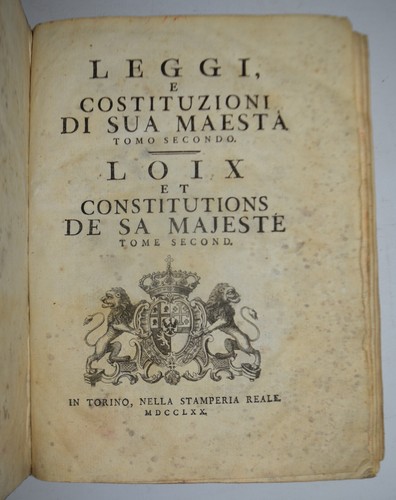 LEGGI,
E
COSTITUZIONI
DI SUA MAESTÀ
TOMO SECONDO.
LOIX
ET
CONSTITUTIONS
DE SA MAJESTÉ
TOME SECOND.
IN TORINO, NELLA STAMPERIA REALE.
MDCCLXX.